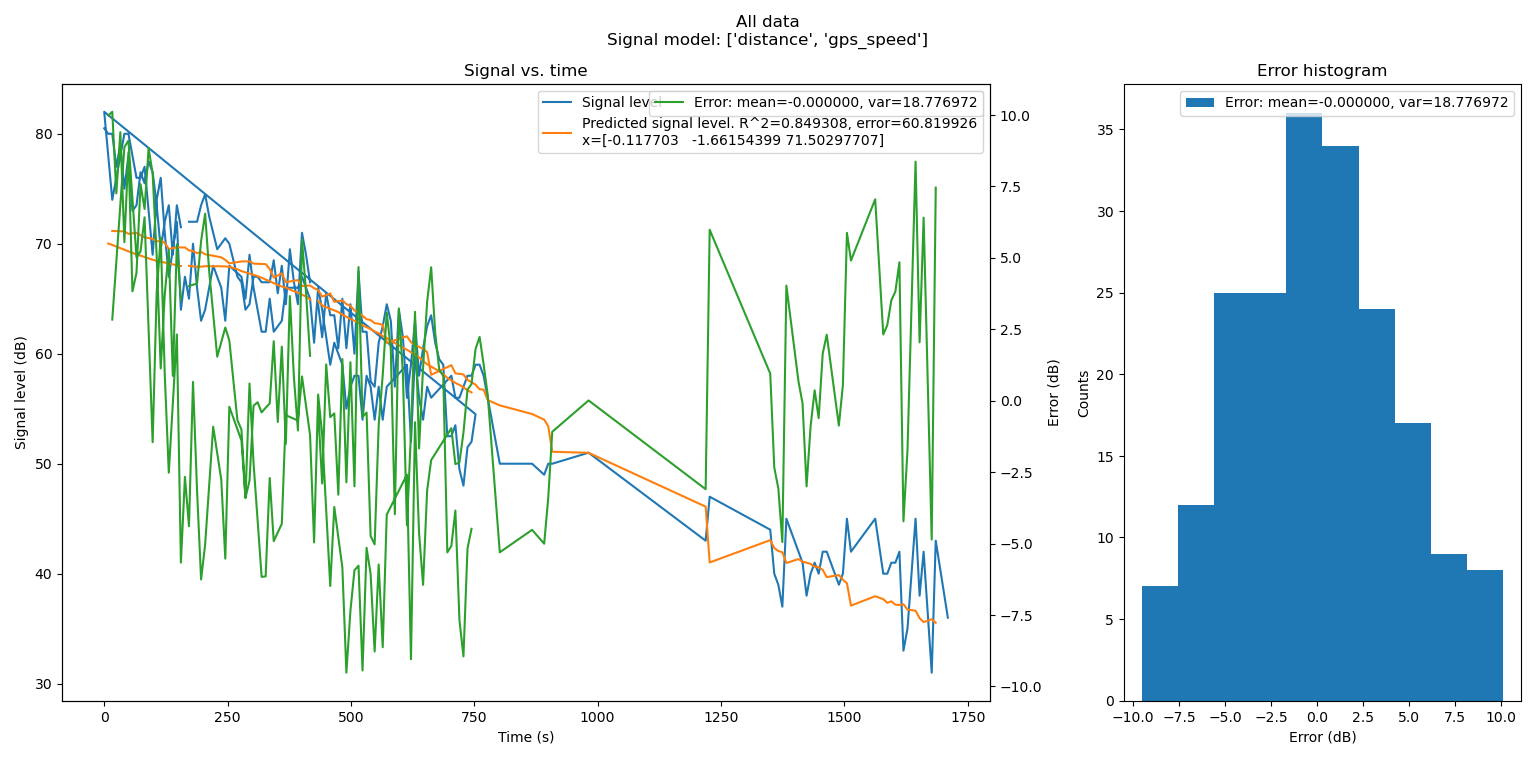 All data
Signal model: ['distance', 'gps_speed']
Signal vs. time
Error histogram
Signal level
Error: mean=-0.000000, var=18.776972
Predicted signal level. R^2=0.849308, error=60.819926
x=[-0.117703   -1.66154399 71.50297707]
Error: mean=-0.000000, var=18.776972
Signal level (dB)
80
70
60
50
40
30
0
250
500
750
1000
1250
1500
1750
Time (s)
10.0
7.5
5.0
2.5
0.0
−2.5
−5.0
−7.5
−10.0
Error (dB)
Counts
35
30
25
20
15
10
5
0
−10.0
−7.5
−5.0
−2.5
0.0
2.5
5.0
7.5
10.0
Error (dB)